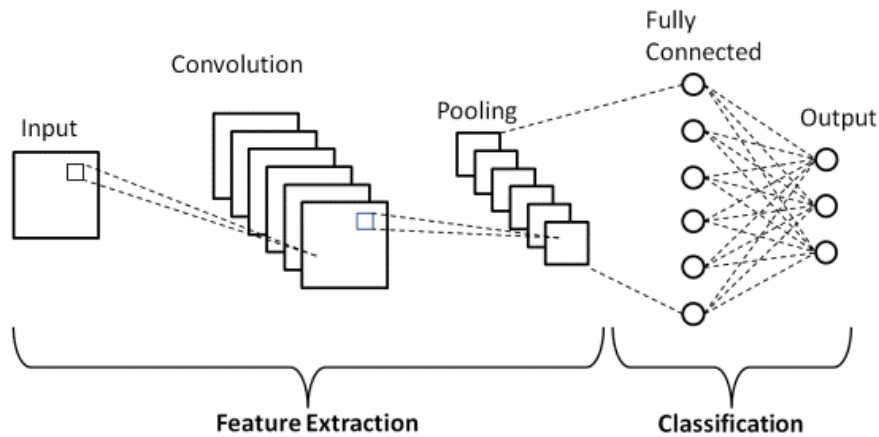 Input
Convolution
Pooling
Fully
Connected
Output
Feature Extraction
Classification